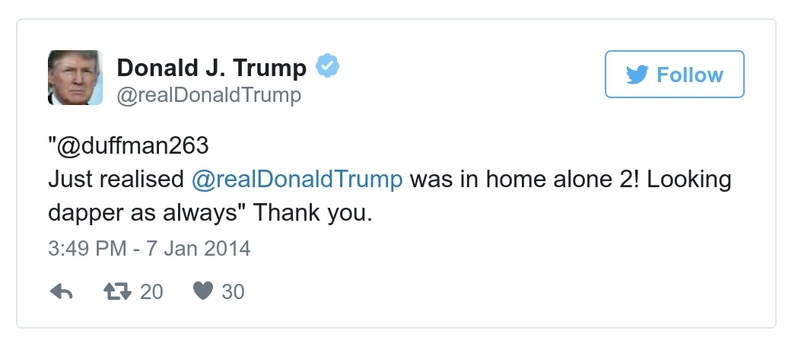 Donald J. Trump
Follow
@realDonaldTrump
"@duffman263
Just realised @realDonaldTrump was in home alone 2! Looking
dapper as always" Thank you.
3:49 PM - 7 Jan 2014
20 30